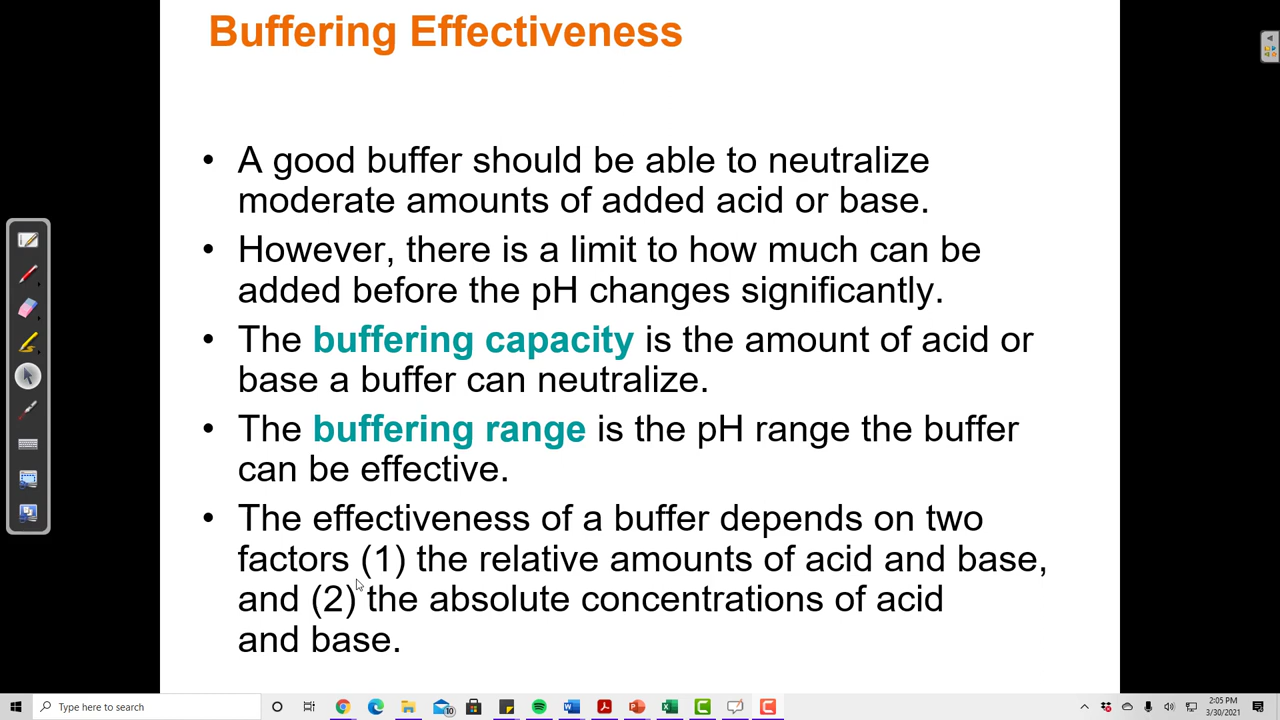 Buffering Effectiveness
• A good buffer should be able to neutralize
moderate amounts of added acid or base.
• However, there is a limit to how much can be
added before the pH changes significantly.
• The buffering capacity is the amount of acid or
base a buffer can neutralize.
• The buffering range is the pH range the buffer
can be effective.
• The effectiveness of a buffer depends on two
factors (1) the relative amounts of acid and base,
and (2) the absolute concentrations of acid
and base.
Type here to search
10
2:05 PM
3/30/2021